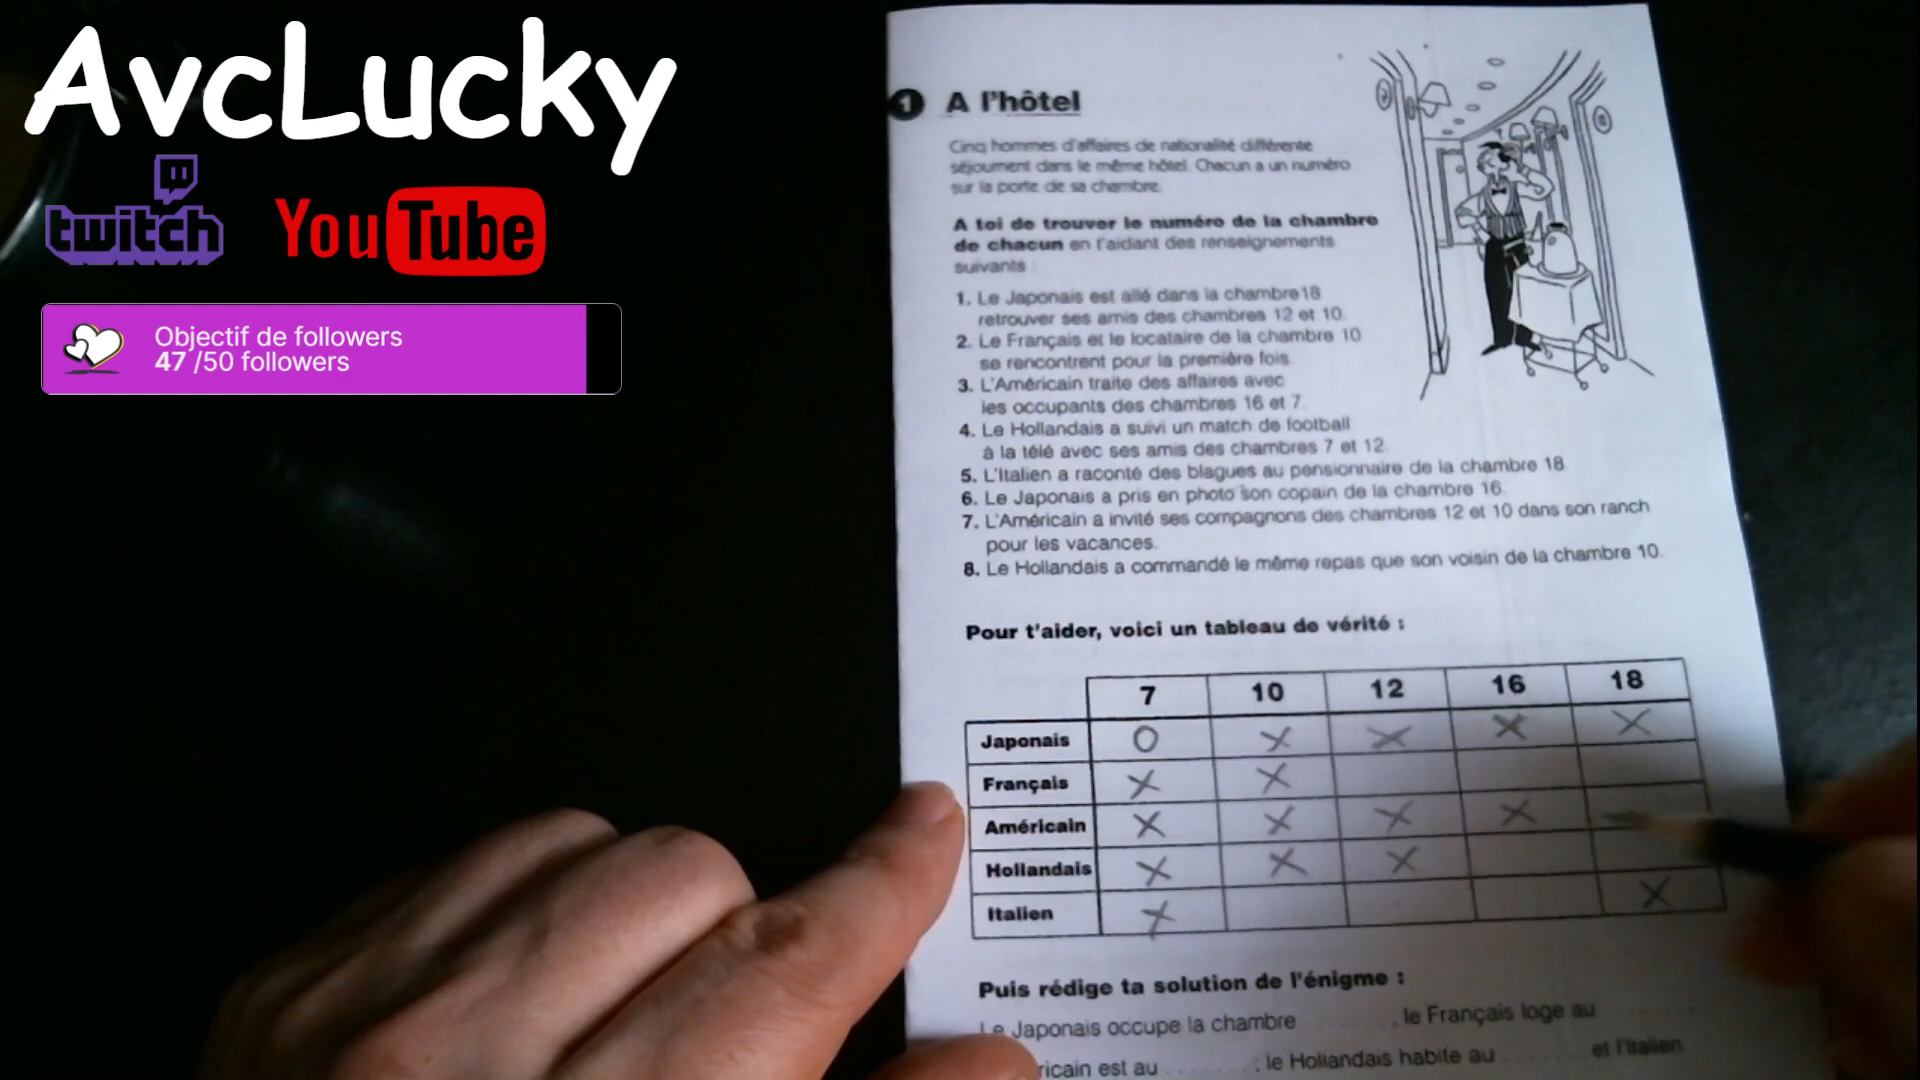 AvcLucky
twitch
YouTube
Objectif de followers
47 /50 followers
1 A l'hôtel
Cinq hommes d'affaires de nationalité différente
séjournent dans le même hôtel. Chacun a un numéro
sur la porte de sa chambre.
A toi de trouver le numéro de la chambre
de chacun en t'aidant des renseignements
suivants :
1. Le Japonais est allé dans la chambre18
retrouver ses amis des chambres 12 et 10.
2. Le Français et le locataire de la chambre 10
se rencontrent pour la première fois.
3. L'Américain traite des affaires avec
les occupants des chambres 16 et 7.
4. Le Hollandais a suivi un match de football
à la télé avec ses amis des chambres 7 et 12.
5. L'Italien a raconté des blagues au pensionnaire de la chambre 18.
6. Le Japonais a pris en photo son copain de la chambre 16.
7. L'Américain a invité ses compagnons des chambres 12 et 10 dans son ranch
pour les vacances.
8. Le Hollandais a commandé le même repas que son voisin de la chambre 10.
Pour t'aider, voici un tableau de vérité :
7 10 12 16 18
Japonais O X X X X
Français X X
Américain X X X X
Hollandais X X X
Italien X X
Puis rédige ta solution de l'énigme :
Le Japonais occupe la chambre ........, le Français loge au
ricain est au ........ ; le Hollandais habite au ........ et l'Italien